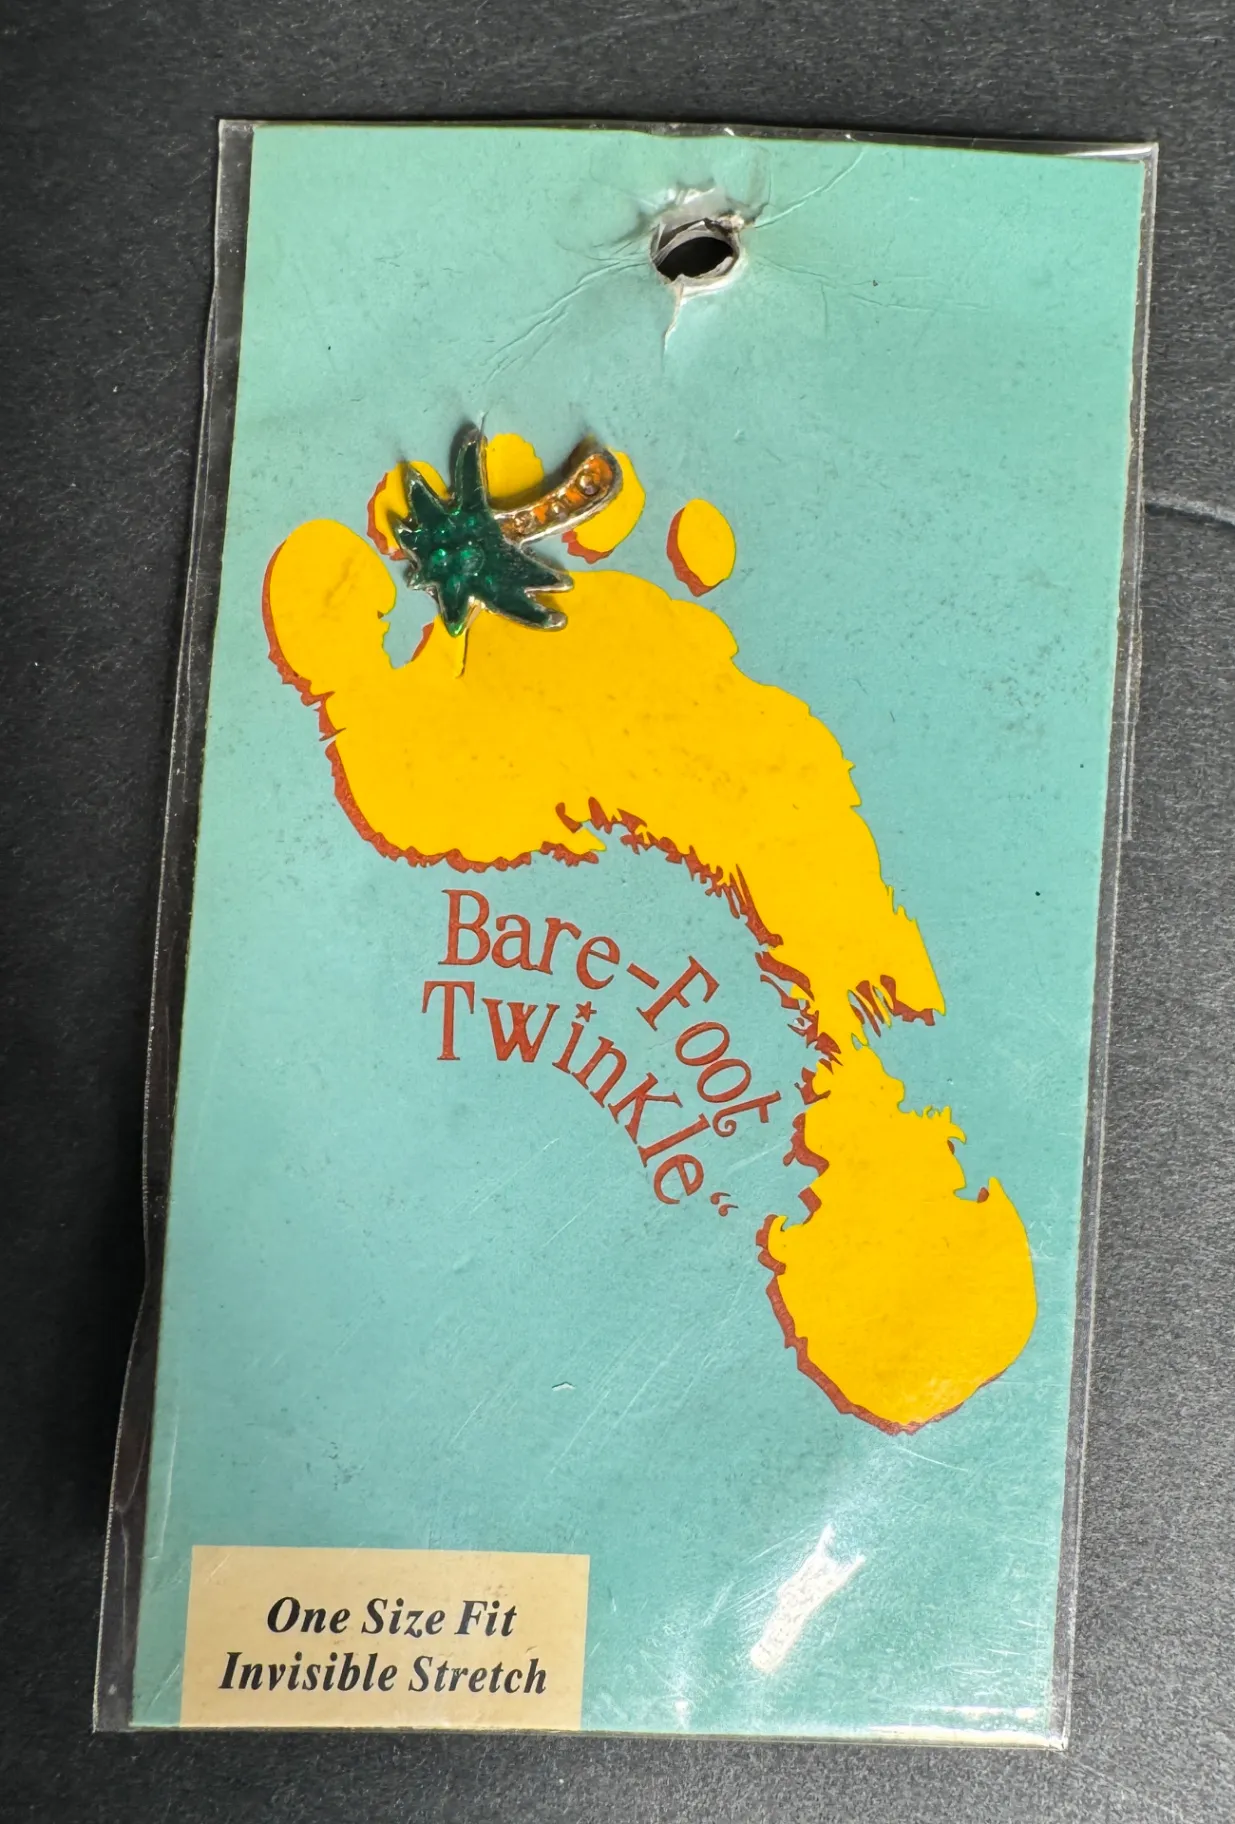 Bare-Foot
Twinkle“
One Size Fit
Invisible Stretch